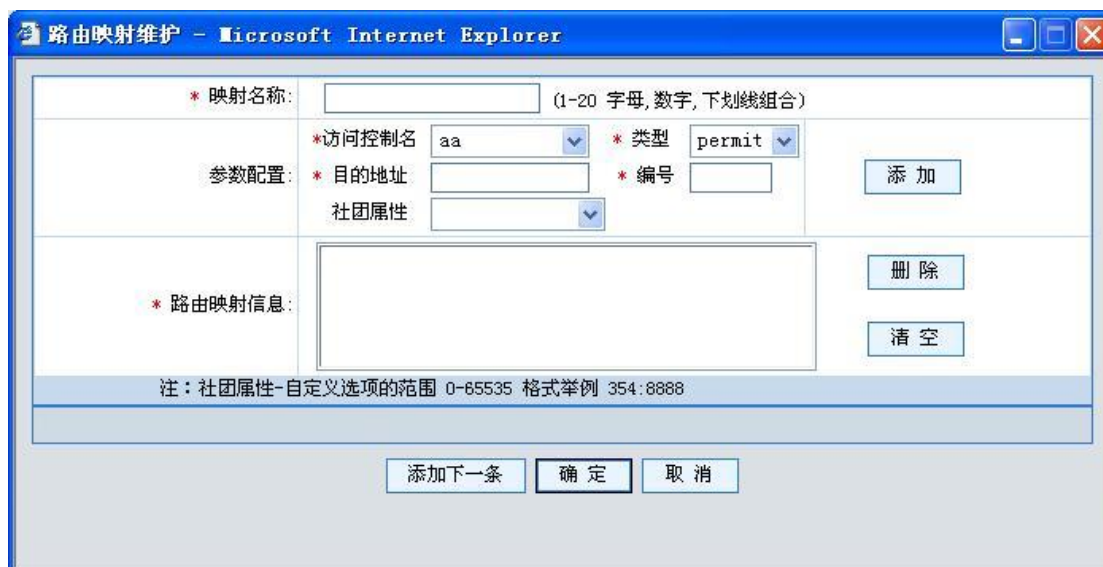 路由映射维护 - Microsoft Internet Explorer
* 映射名称: (1-20 字母,数字,下划线组合)
*访问控制名 aa * 类型 permit
参数配置: * 目的地址 * 编号 添 加
社团属性
删 除
* 路由映射信息:
清 空
注：社团属性-自定义选项的范围 0-65535 格式举例 354:8888
添加下一条 确 定 取 消